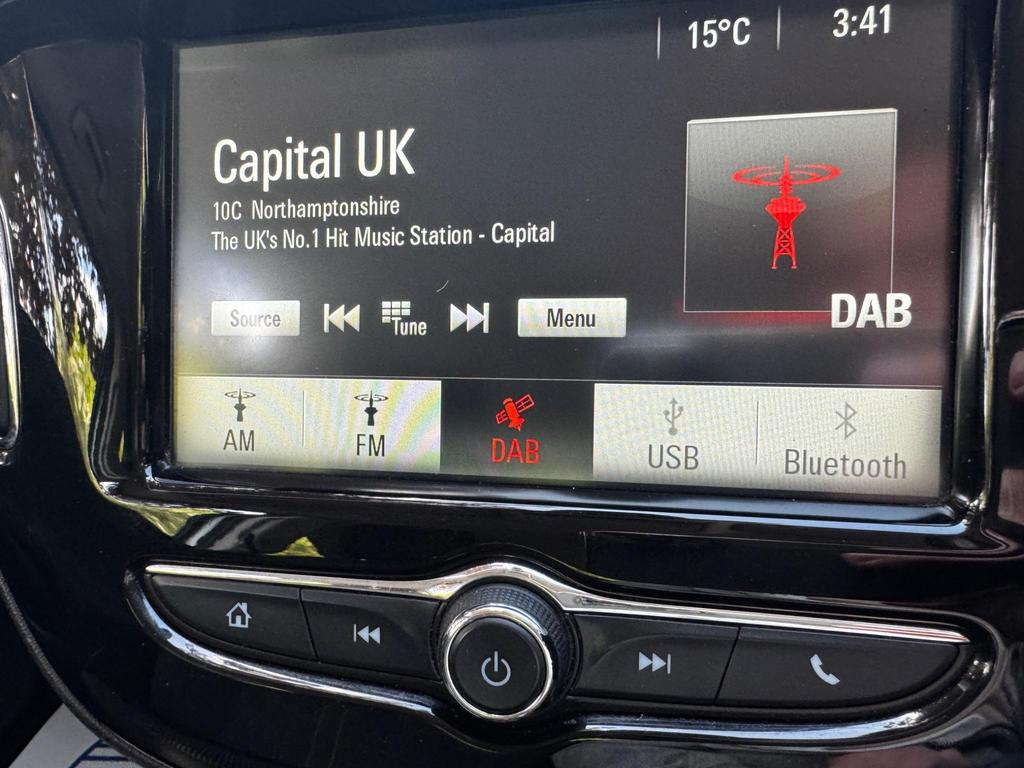 15°C 3:41
Capital UK
10C Northamptonshire
The UK's No.1 Hit Music Station - Capital
Source Tune Menu
DAB
AM FM DAB USB Bluetooth